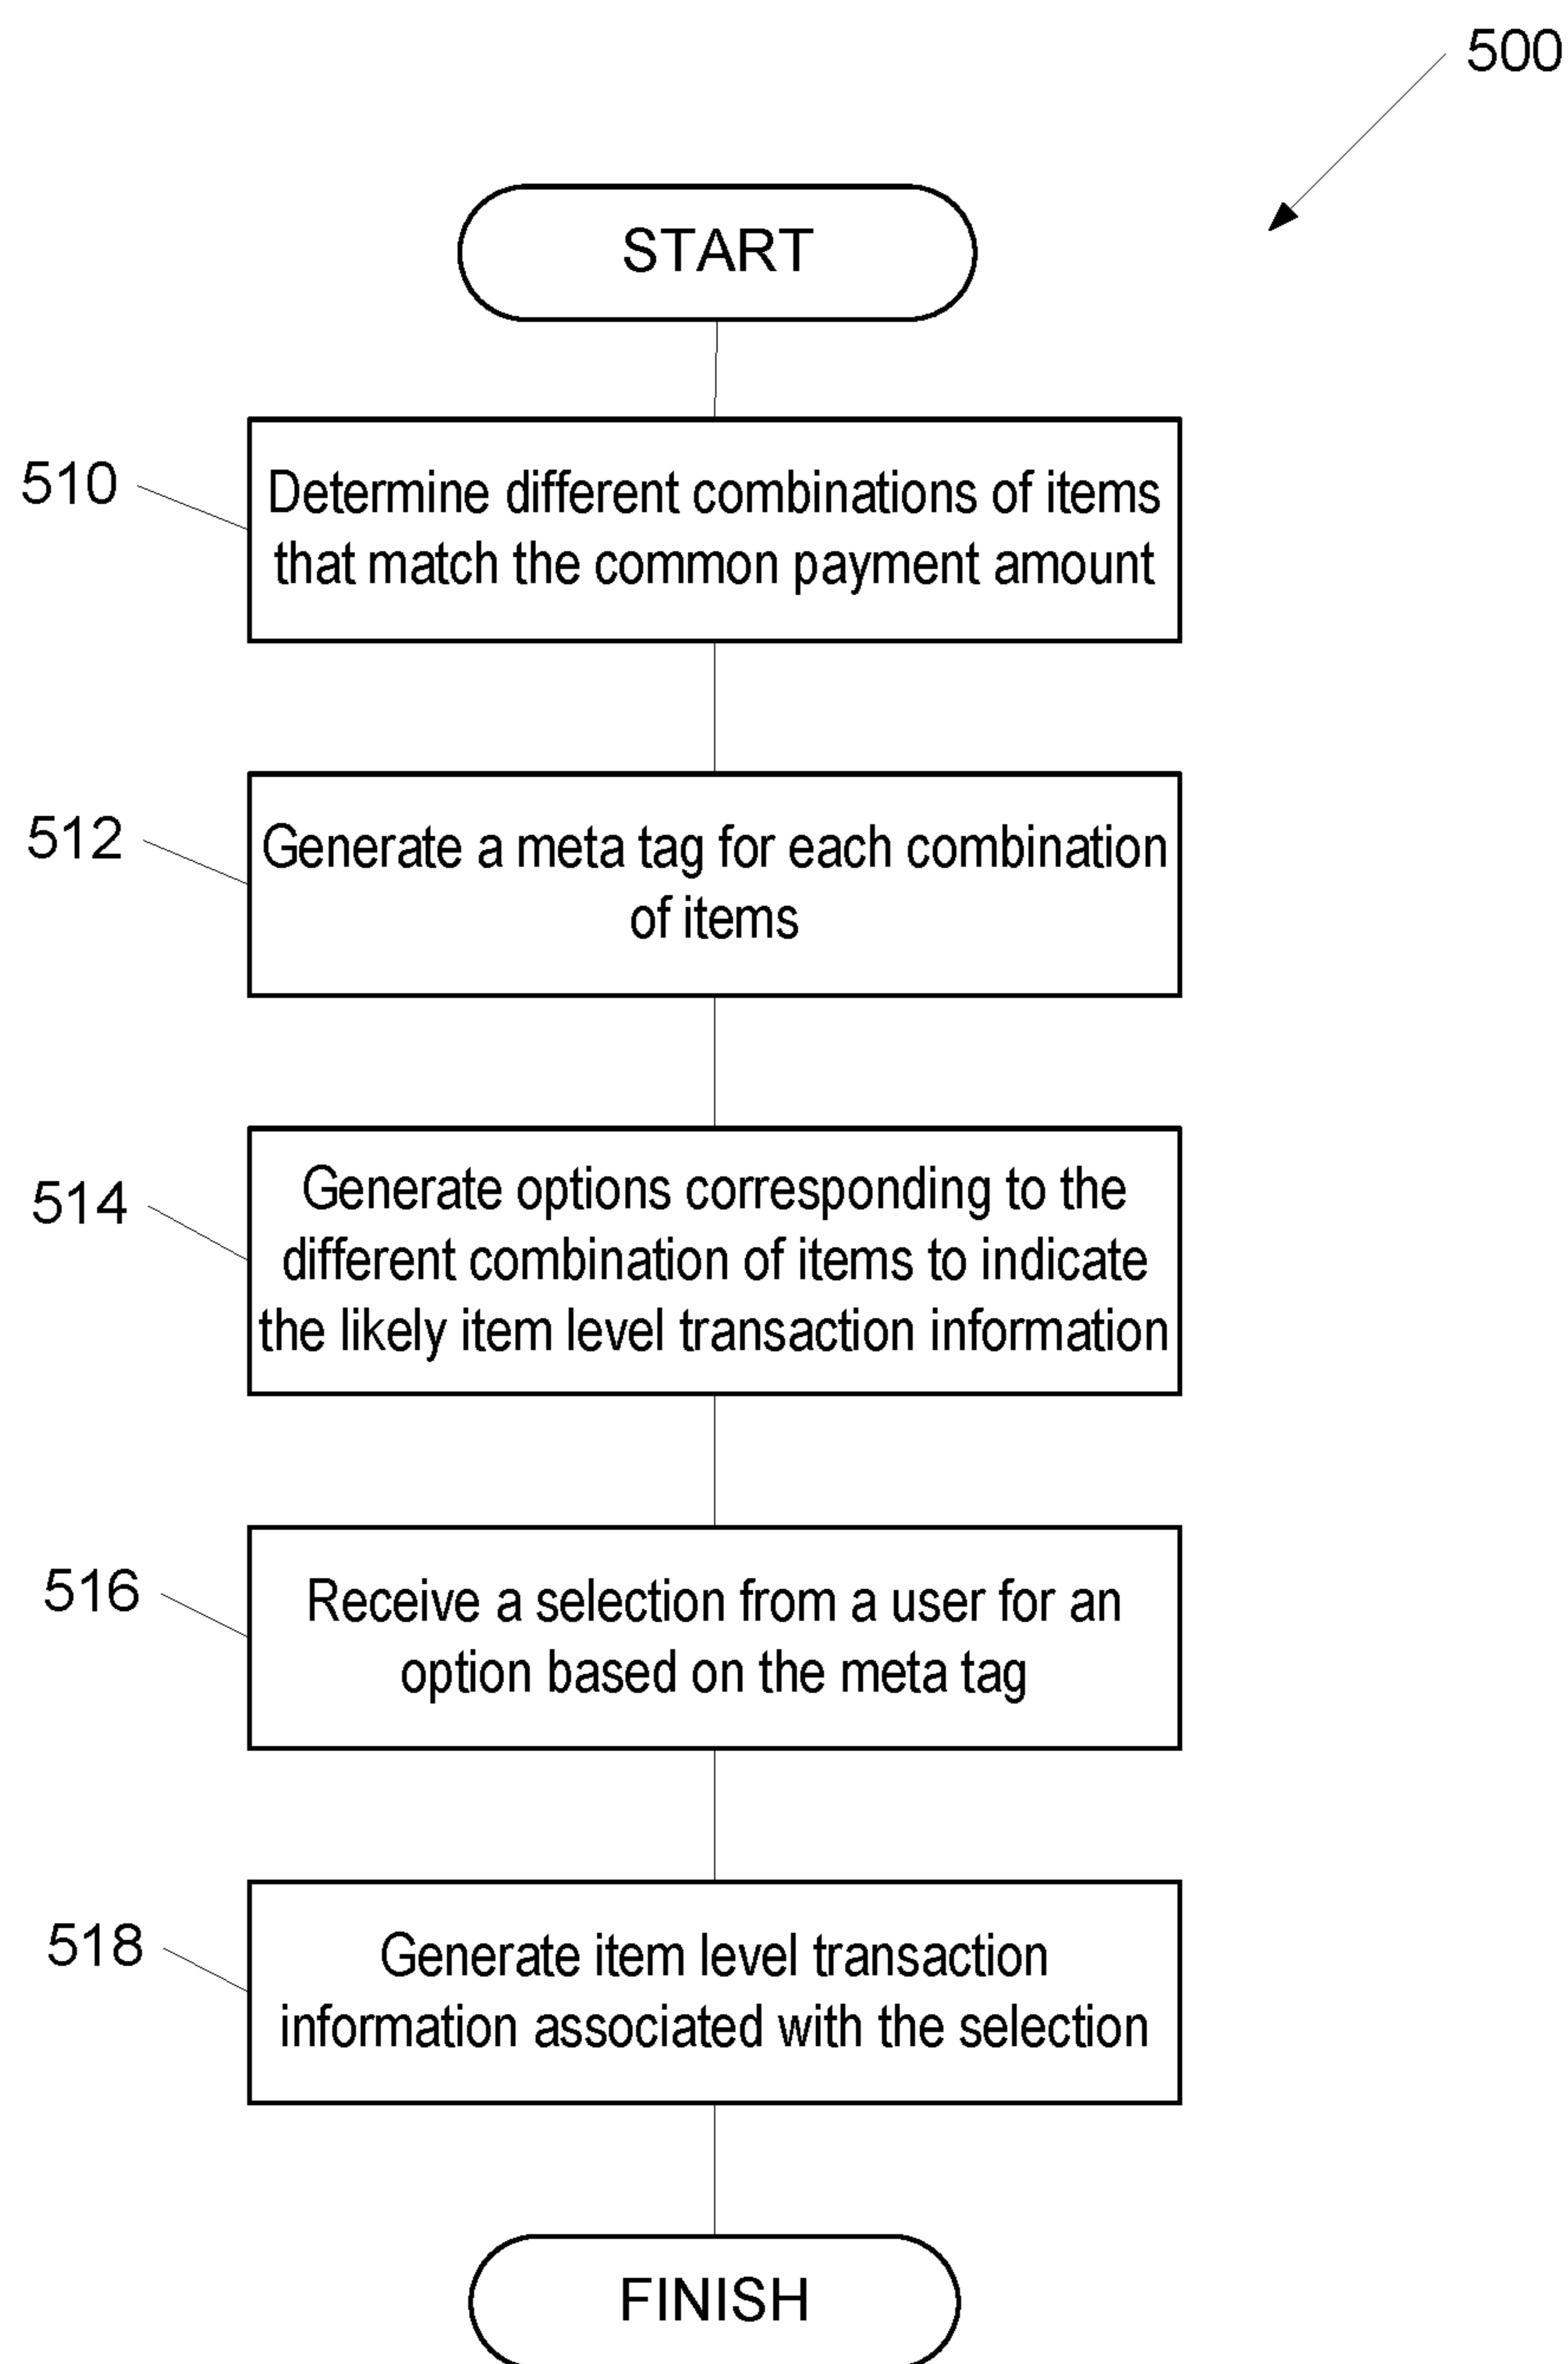 500
START
510
Determine different combinations of items
that match the common payment amount
512
Generate a meta tag for each combination
of items
514
Generate options corresponding to the
different combination of items to indicate
the likely item level transaction information
516
Receive a selection from a user for an
option based on the meta tag
518
Generate item level transaction
information associated with the selection
FINISH